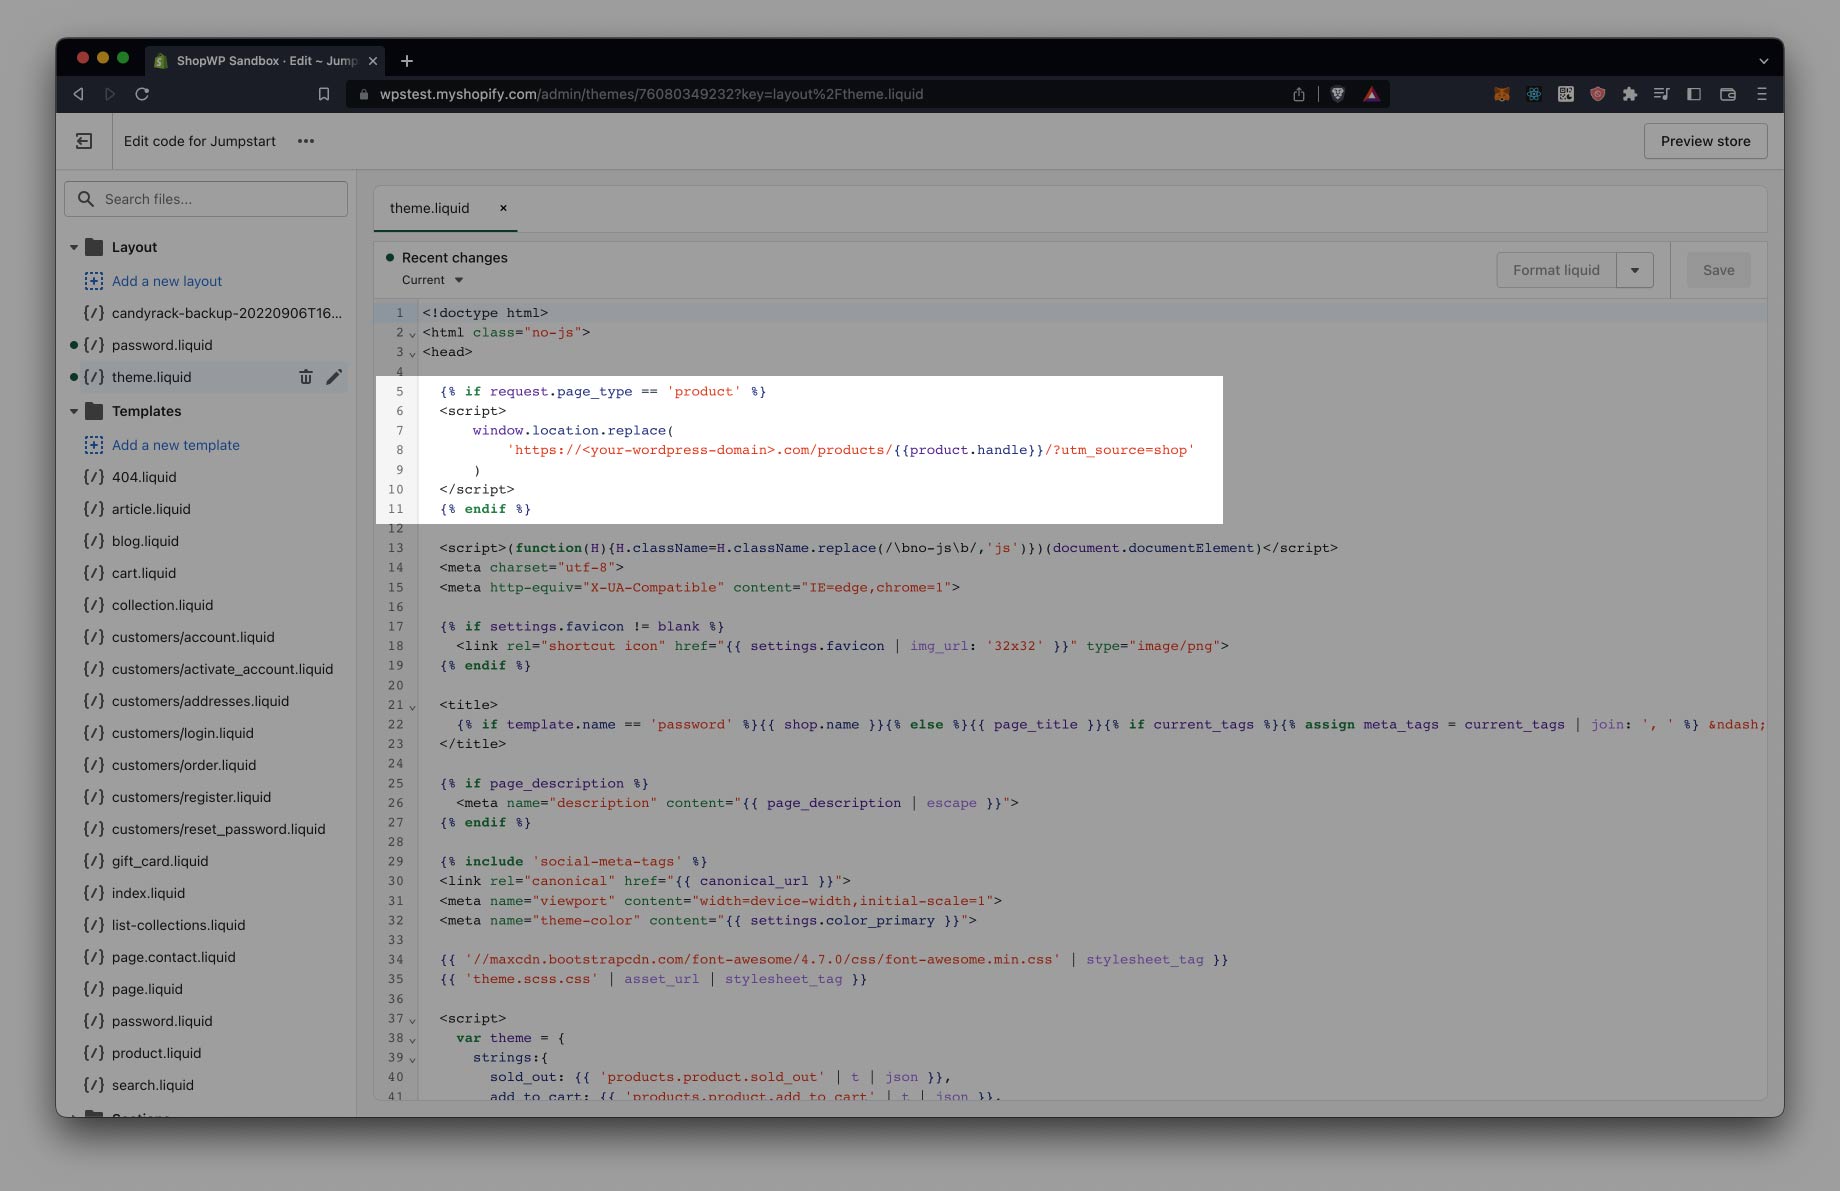 ShopWP Sandbox · Edit ~ Jump
wpstest.myshopify.com/admin/themes/76080349232?key=layout%2Ftheme.liquid
Edit code for Jumpstart
Preview store
Search files...
Layout
Add a new layout
{/} candyrack-backup-20220906T16...
{/} password.liquid
{/} theme.liquid
Templates
Add a new template
{/} 404.liquid
{/} article.liquid
{/} blog.liquid
{/} cart.liquid
{/} collection.liquid
{/} customers/account.liquid
{/} customers/activate_account.liquid
{/} customers/addresses.liquid
{/} customers/login.liquid
{/} customers/order.liquid
{/} customers/register.liquid
{/} customers/reset_password.liquid
{/} gift_card.liquid
{/} index.liquid
{/} list-collections.liquid
{/} page.contact.liquid
{/} page.liquid
{/} password.liquid
{/} product.liquid
{/} search.liquid
theme.liquid ×
Recent changes
Current
Format liquid
Save
1 <!doctype html>
2 <html class="no-js">
3 <head>
4
5 {% if request.page_type == 'product' %}
6 <script>
7 window.location.replace(
8 'https://<your-wordpress-domain>.com/products/{{product.handle}}/?utm_source=shop'
9 )
10 </script>
11 {% endif %}
12
13 <script>(function(H){H.className=H.className.replace(/\bno-js\b/,'js')})(document.documentElement)</script>
14 <meta charset="utf-8">
15 <meta http-equiv="X-UA-Compatible" content="IE=edge,chrome=1">
16
17 {% if settings.favicon != blank %}
18 <link rel="shortcut icon" href="{{ settings.favicon | img_url: '32x32' }}" type="image/png">
19 {% endif %}
20
21 <title>
22 {% if template.name == 'password' %}{{ shop.name }}{% else %}{{ page_title }}{% if current_tags %}{% assign meta_tags = current_tags | join: ', ' %} &ndash;
23 </title>
24
25 {% if page_description %}
26 <meta name="description" content="{{ page_description | escape }}">
27 {% endif %}
28
29 {% include 'social-meta-tags' %}
30 <link rel="canonical" href="{{ canonical_url }}">
31 <meta name="viewport" content="width=device-width,initial-scale=1">
32 <meta name="theme-color" content="{{ settings.color_primary }}">
33
34 {{ '//maxcdn.bootstrapcdn.com/font-awesome/4.7.0/css/font-awesome.min.css' | stylesheet_tag }}
35 {{ 'theme.scss.css' | asset_url | stylesheet_tag }}
36
37 <script>
38 var theme = {
39 strings:{
40 sold_out: {{ 'products.product.sold_out' | t | json }},
41 add_to_cart: {{ 'products.product.add_to_cart' | t | json }},